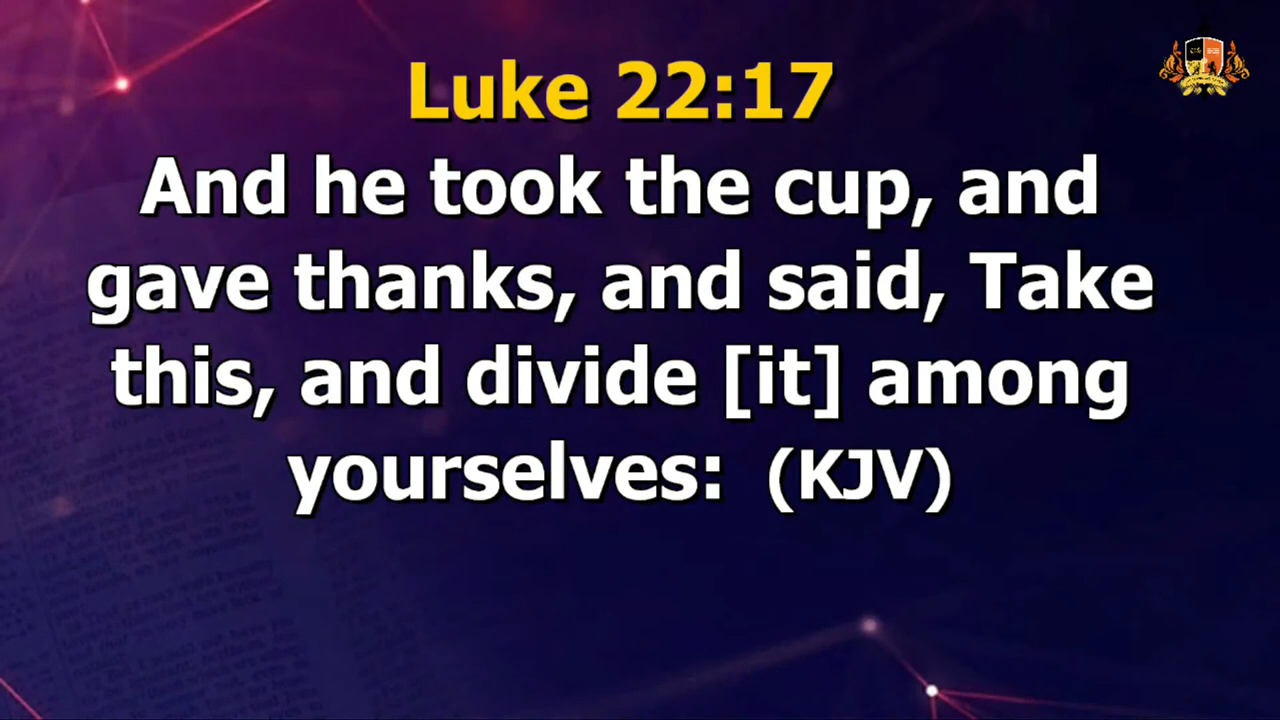 Luke 22:17
And he took the cup, and
gave thanks, and said, Take
this, and divide [it] among
yourselves:  (KJV)